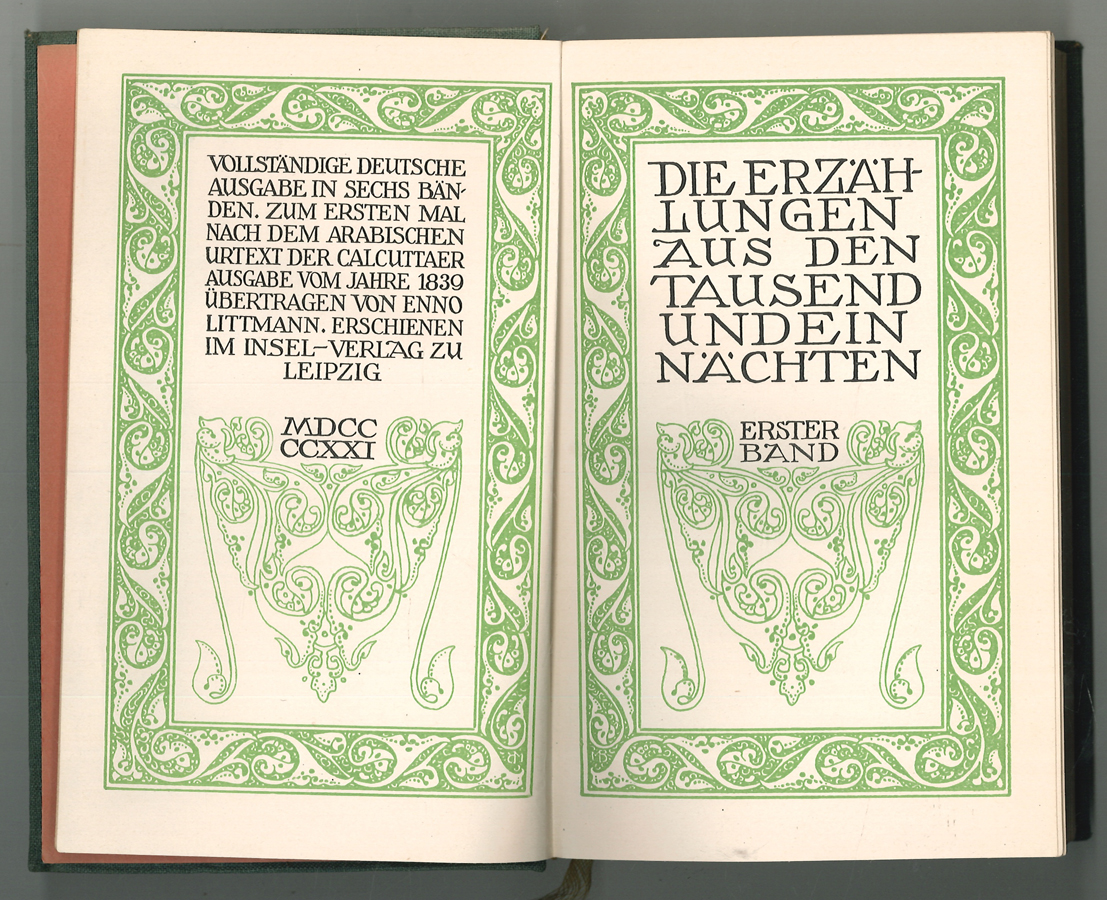 VOLLSTÄNDIGE DEUTSCHE
AUSGABE IN SECHS BÄN-
DEN. ZUM ERSTEN MAL
NACH DEM ARABISCHEN
URTEXT DER CALCUTTAER
AUSGABE VOM JAHRE 1839
ÜBERTRAGEN VON ENNO
LITTMANN. ERSCHIENEN
IM INSEL-VERLAG ZU
LEIPZIG
MDCC
CCXXI
DIE ERZÄH-
LUNGEN
AUS DEN
TAUSEND
UNDEIN
NÄCHTEN
ERSTER
BAND